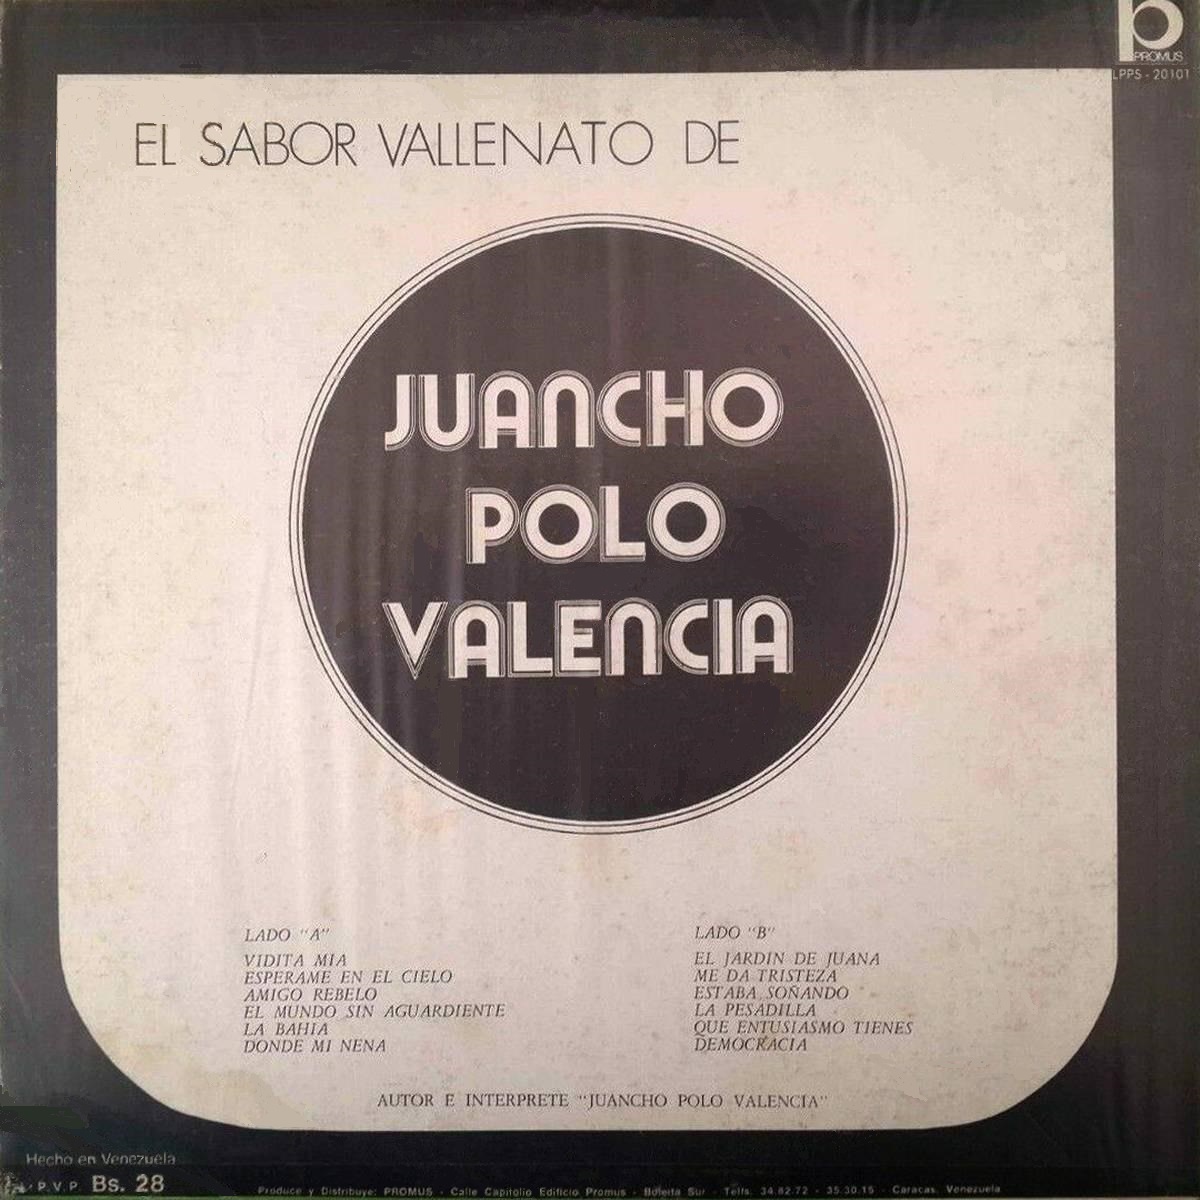 PROMUS
LPPS - 20101
EL SABOR VALLENATO DE
JUANCHO
POLO
VALENCIA
LADO "A"
VIDITA MIA
ESPERAME EN EL CIELO
AMIGO REBELO
EL MUNDO SIN AGUARDIENTE
LA BAHIA
DONDE MI NENA
LADO "B"
EL JARDIN DE JUANA
ME DA TRISTEZA
ESTABA SOÑANDO
LA PESADILLA
QUE ENTUSIASMO TIENES
DEMOCRACIA
AUTOR E INTERPRETE "JUANCHO POLO VALENCIA"
Hecho en Venezuela
P.V.P. Bs. 28
Produce y Distribuye: PROMUS - Calle Capitolio Edificio Promus - Boleita Sur - Telfs. 34.82.72 - 35.30.15 - Caracas, Venezuela